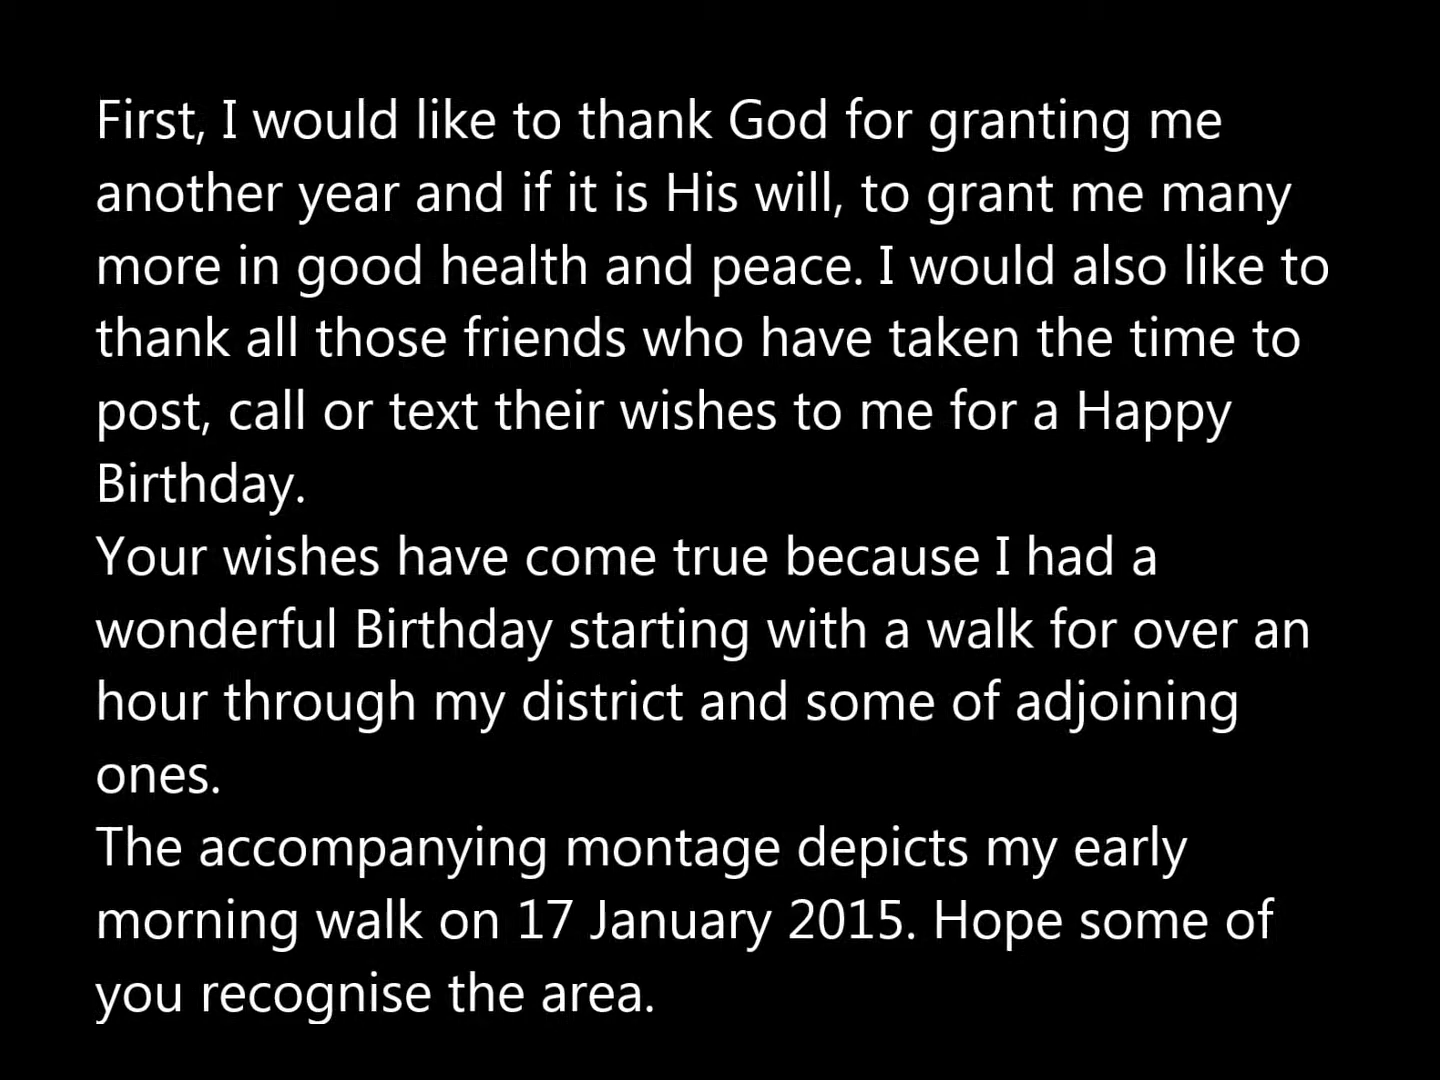 First, I would like to thank God for granting me
another year and if it is His will, to grant me many
more in good health and peace. I would also like to
thank all those friends who have taken the time to
post, call or text their wishes to me for a Happy
Birthday.
Your wishes have come true because I had a
wonderful Birthday starting with a walk for over an
hour through my district and some of adjoining
ones.
The accompanying montage depicts my early
morning walk on 17 January 2015. Hope some of
you recognise the area.